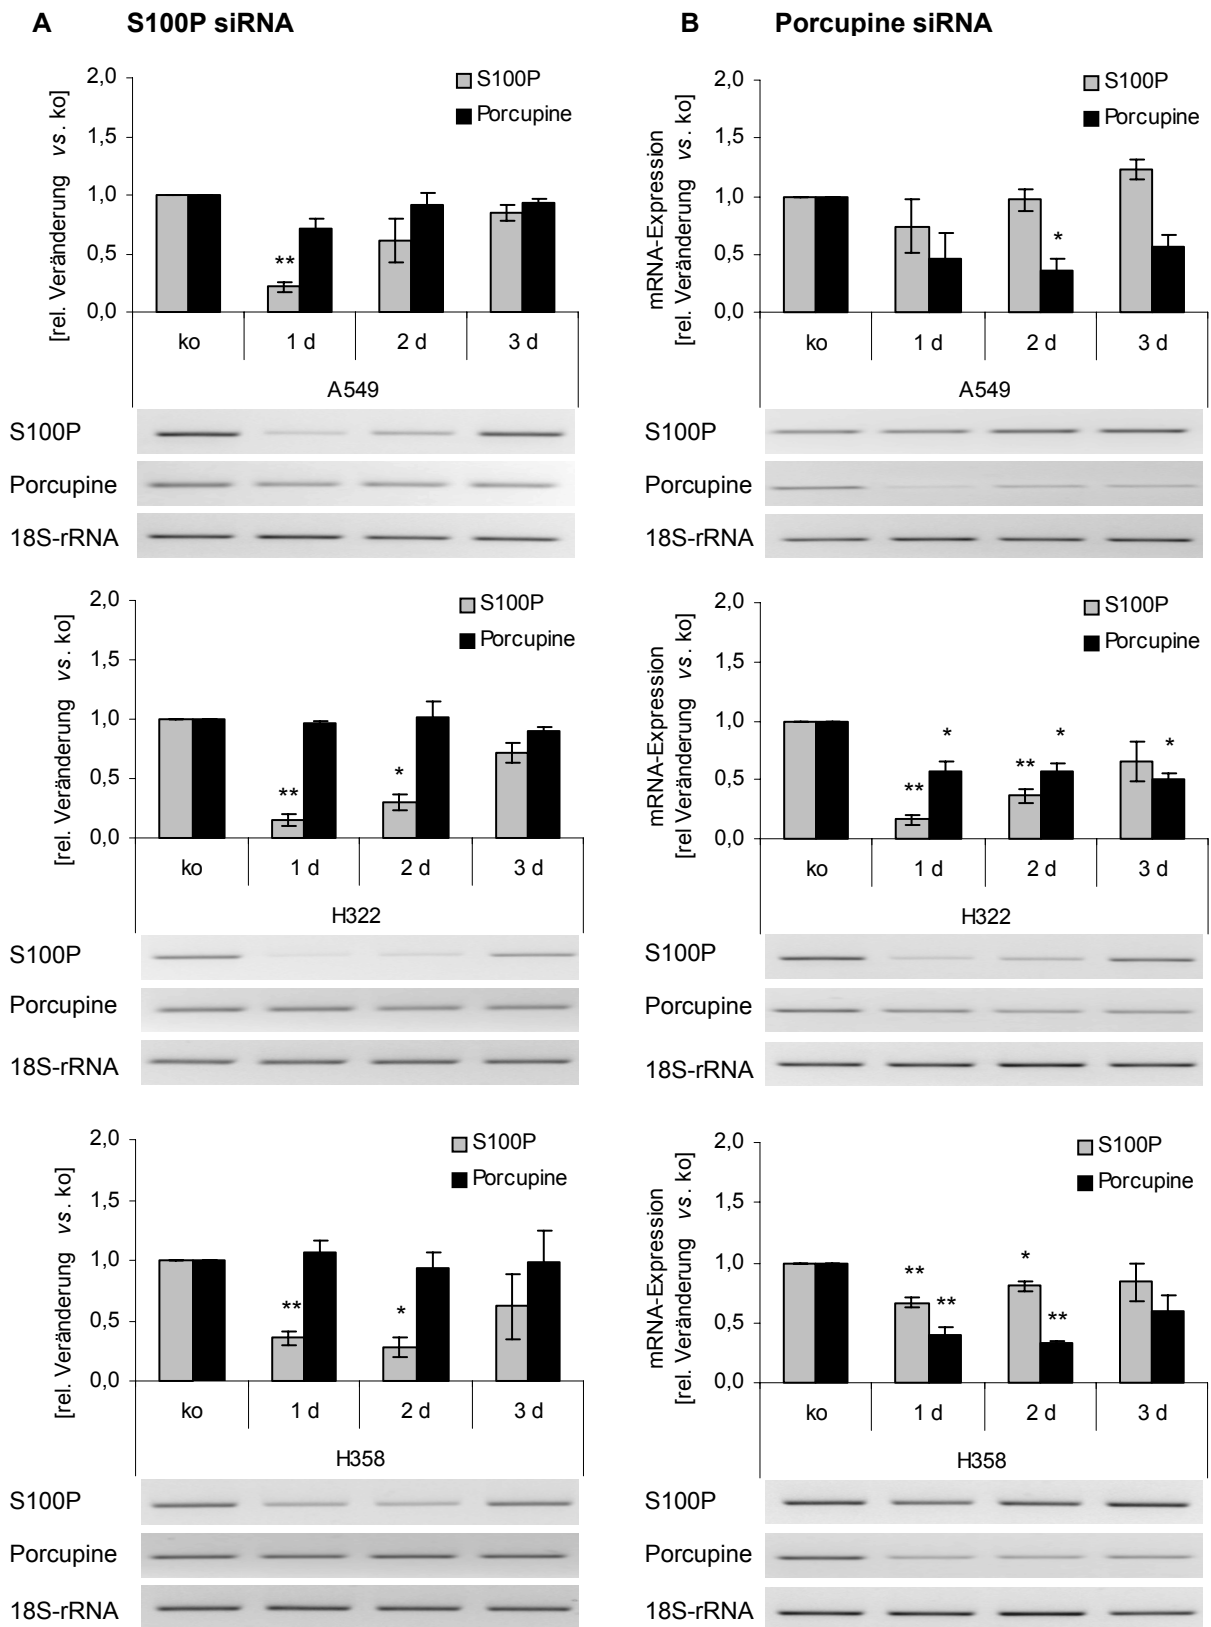 A S100P siRNA
[rel. Veränderung vs. ko]
2,0
1,5
1,0
0,5
0,0
S100P
Porcupine
**
ko 1 d 2 d 3 d
A549
S100P
Porcupine
18S-rRNA
[rel. Veränderung vs. ko]
2,0
1,5
1,0
0,5
0,0
S100P
Porcupine
** *
ko 1 d 2 d 3 d
H322
S100P
Porcupine
18S-rRNA
[rel. Veränderung vs. ko]
2,0
1,5
1,0
0,5
0,0
S100P
Porcupine
** *
ko 1 d 2 d 3 d
H358
S100P
Porcupine
18S-rRNA
B Porcupine siRNA
mRNA-Expression
[rel. Veränderung vs. ko]
2,0
1,5
1,0
0,5
0,0
S100P
Porcupine
*
ko 1 d 2 d 3 d
A549
S100P
Porcupine
18S-rRNA
mRNA-Expression
[rel Veränderung vs. ko]
2,0
1,5
1,0
0,5
0,0
S100P
Porcupine
** * ** * *
ko 1 d 2 d 3 d
H322
S100P
Porcupine
18S-rRNA
mRNA-Expression
[rel. Veränderung vs. ko]
2,0
1,5
1,0
0,5
0,0
S100P
Porcupine
** ** * **
ko 1 d 2 d 3 d
H358
S100P
Porcupine
18S-rRNA